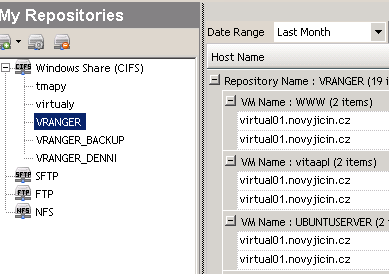 My Repositories
Windows Share (CIFS)
tmapy
virtualy
VRANGER
VRANGER_BACKUP
VRANGER_DENNI
SFTP
FTP
NFS
Date Range Last Month
Host Name
Repository Name : VRANGER (19 i
VM Name : WWW (2 items)
virtual01.novyjicin.cz
virtual01.novyjicin.cz
VM Name : vitaapl (2 items)
virtual01.novyjicin.cz
virtual01.novyjicin.cz
VM Name : UBUNTUSERVER (2
virtual01.novyjicin.cz
virtual01.novyjicin.cz